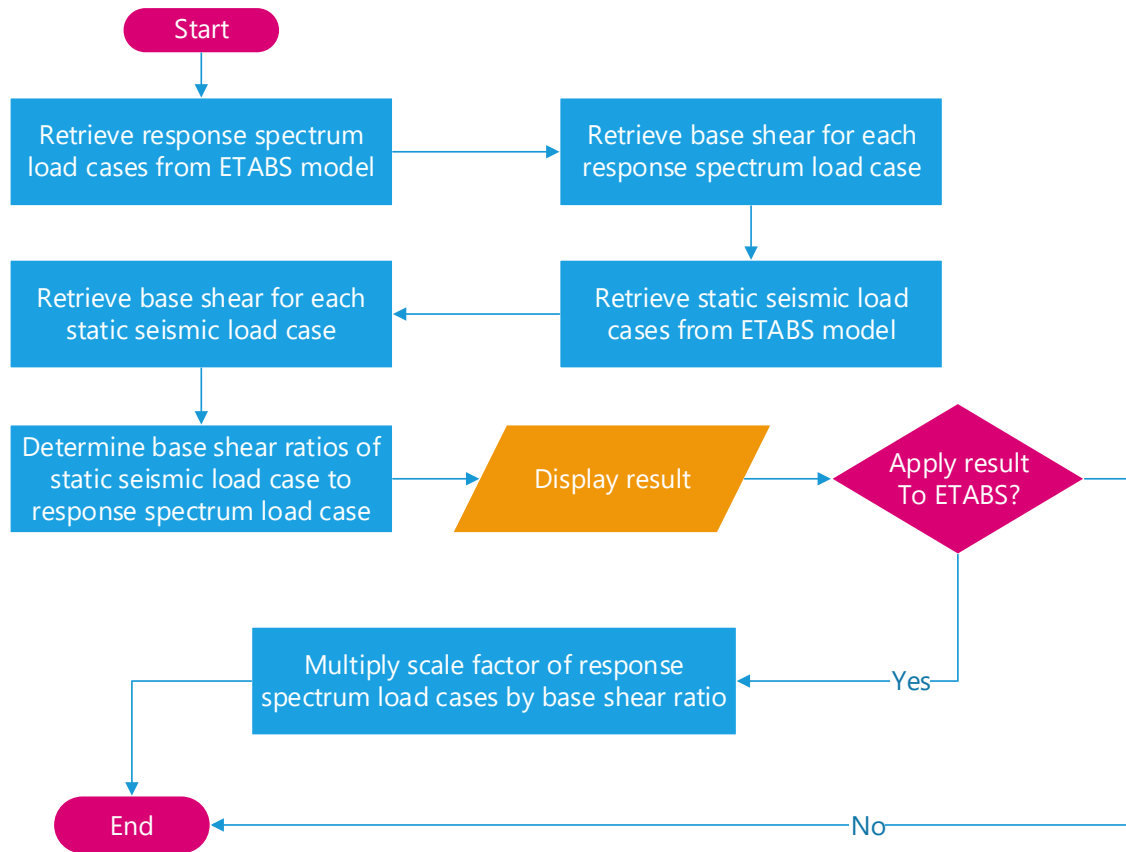 Start
Retrieve response spectrum
load cases from ETABS model
Retrieve base shear for each
response spectrum load case
Retrieve base shear for each
static seismic load case
Retrieve static seismic load
cases from ETABS model
Determine base shear ratios of
static seismic load case to
response spectrum load case
Display result
Apply result
To ETABS?
Multiply scale factor of response
spectrum load cases by base shear ratio
Yes
End
No